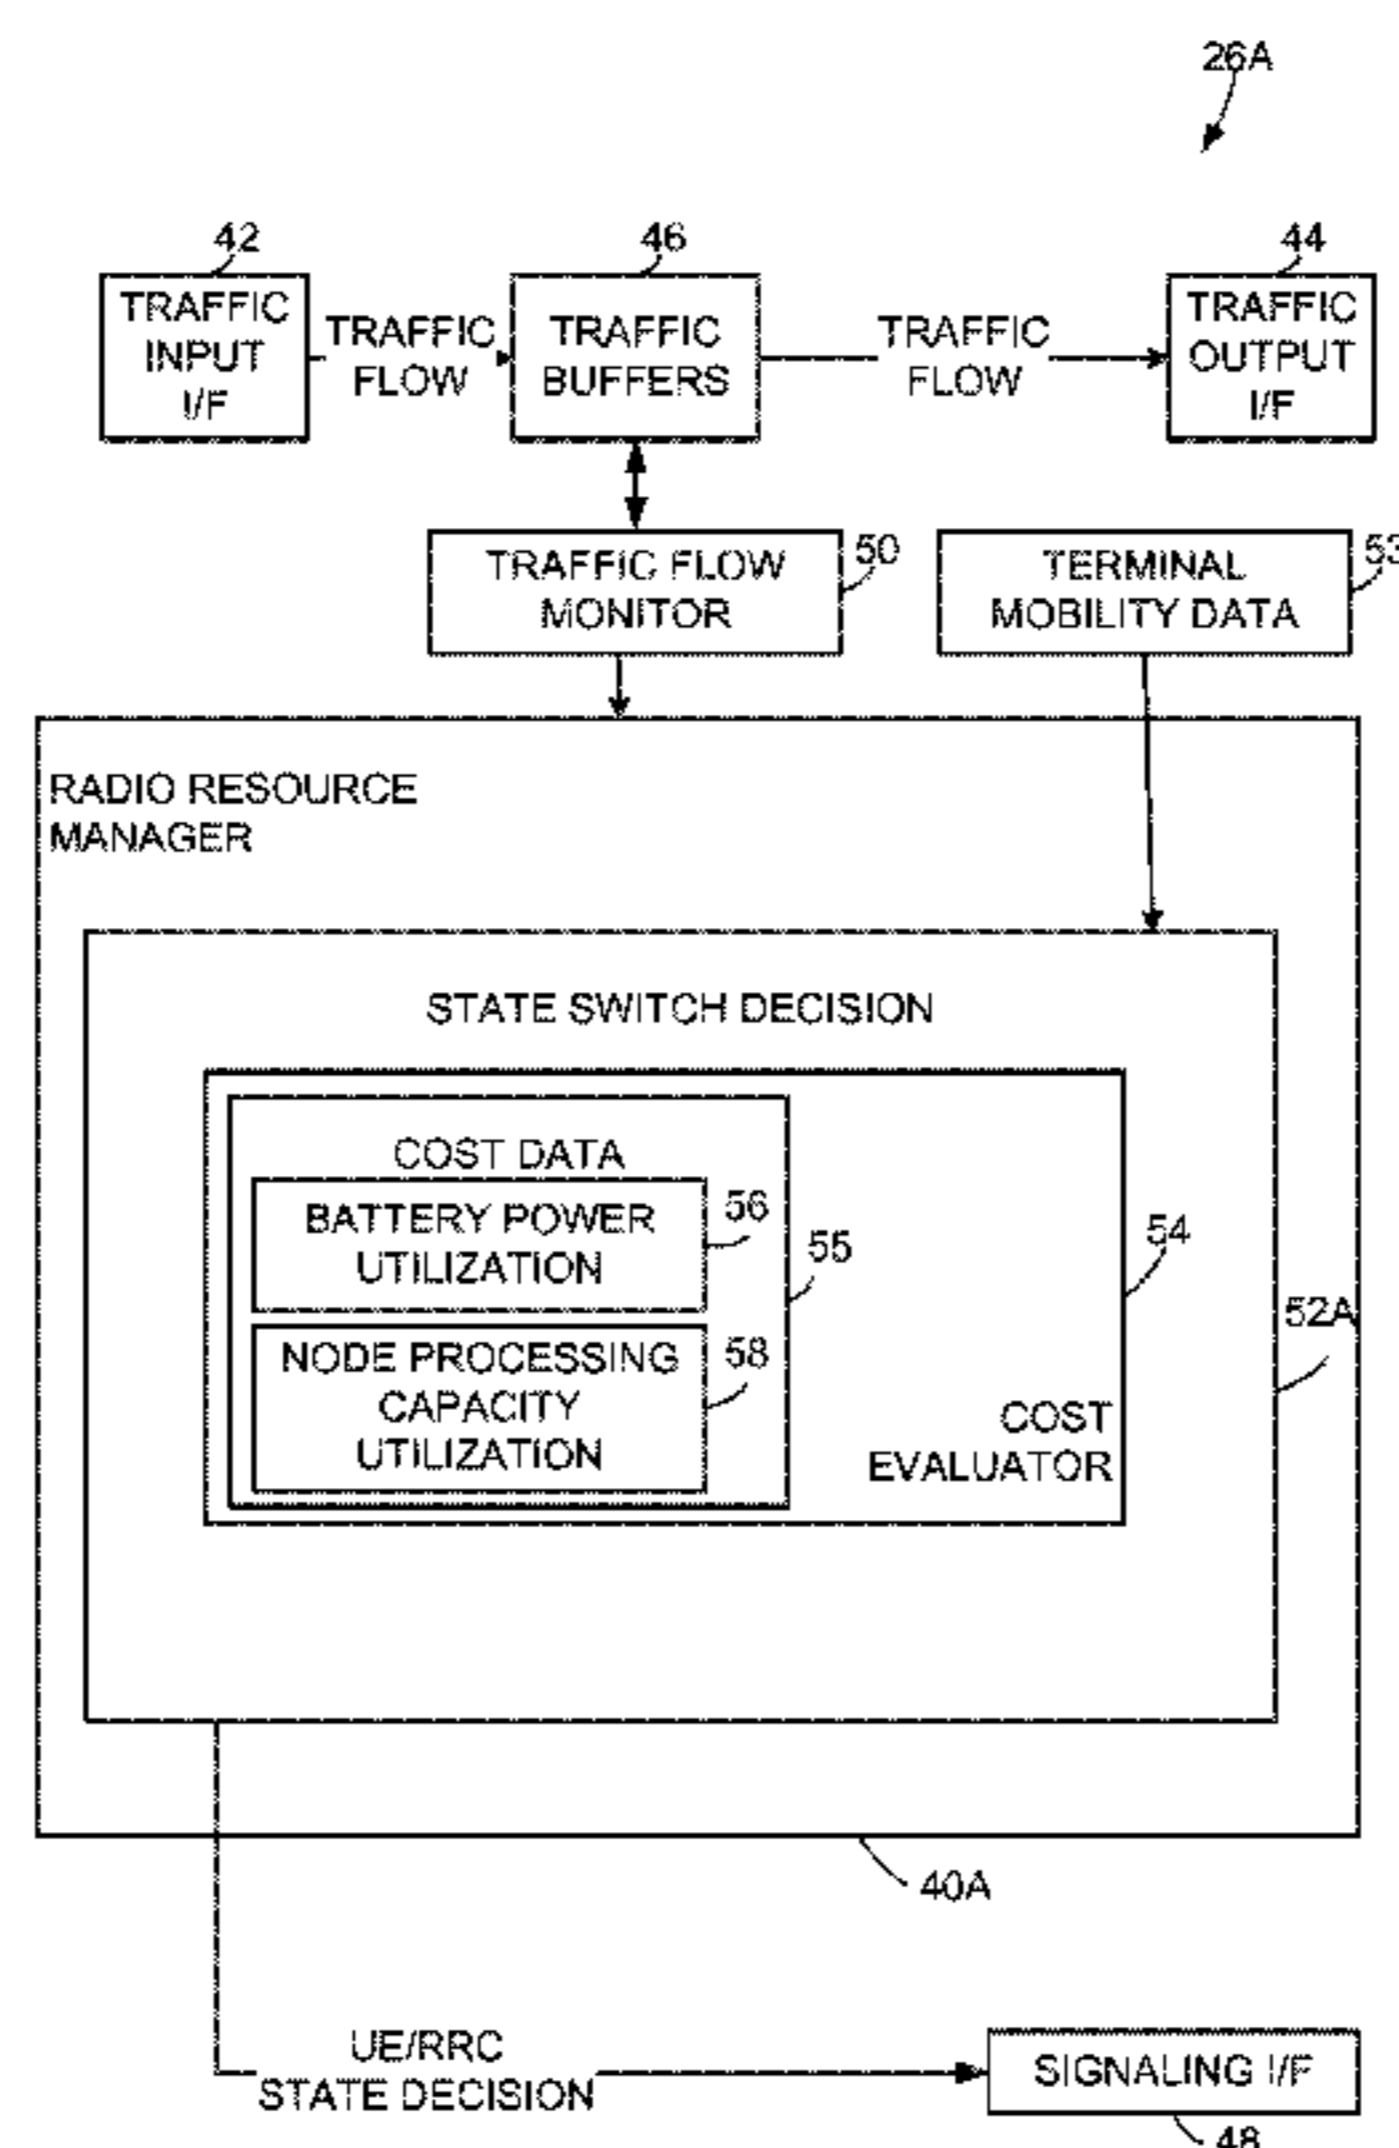 26A
42
46
44
TRAFFIC
INPUT
I/F
TRAFFIC
FLOW
TRAFFIC
BUFFERS
TRAFFIC
FLOW
TRAFFIC
OUTPUT
I/F
TRAFFIC FLOW
MONITOR
50
TERMINAL
MOBILITY DATA
53
RADIO RESOURCE
MANAGER
STATE SWITCH DECISION
COST DATA
BATTERY POWER
UTILIZATION
56
55
54
52A
NODE PROCESSING
CAPACITY
UTILIZATION
58
COST
EVALUATOR
40A
UE/RRC
STATE DECISION
SIGNALING I/F
48